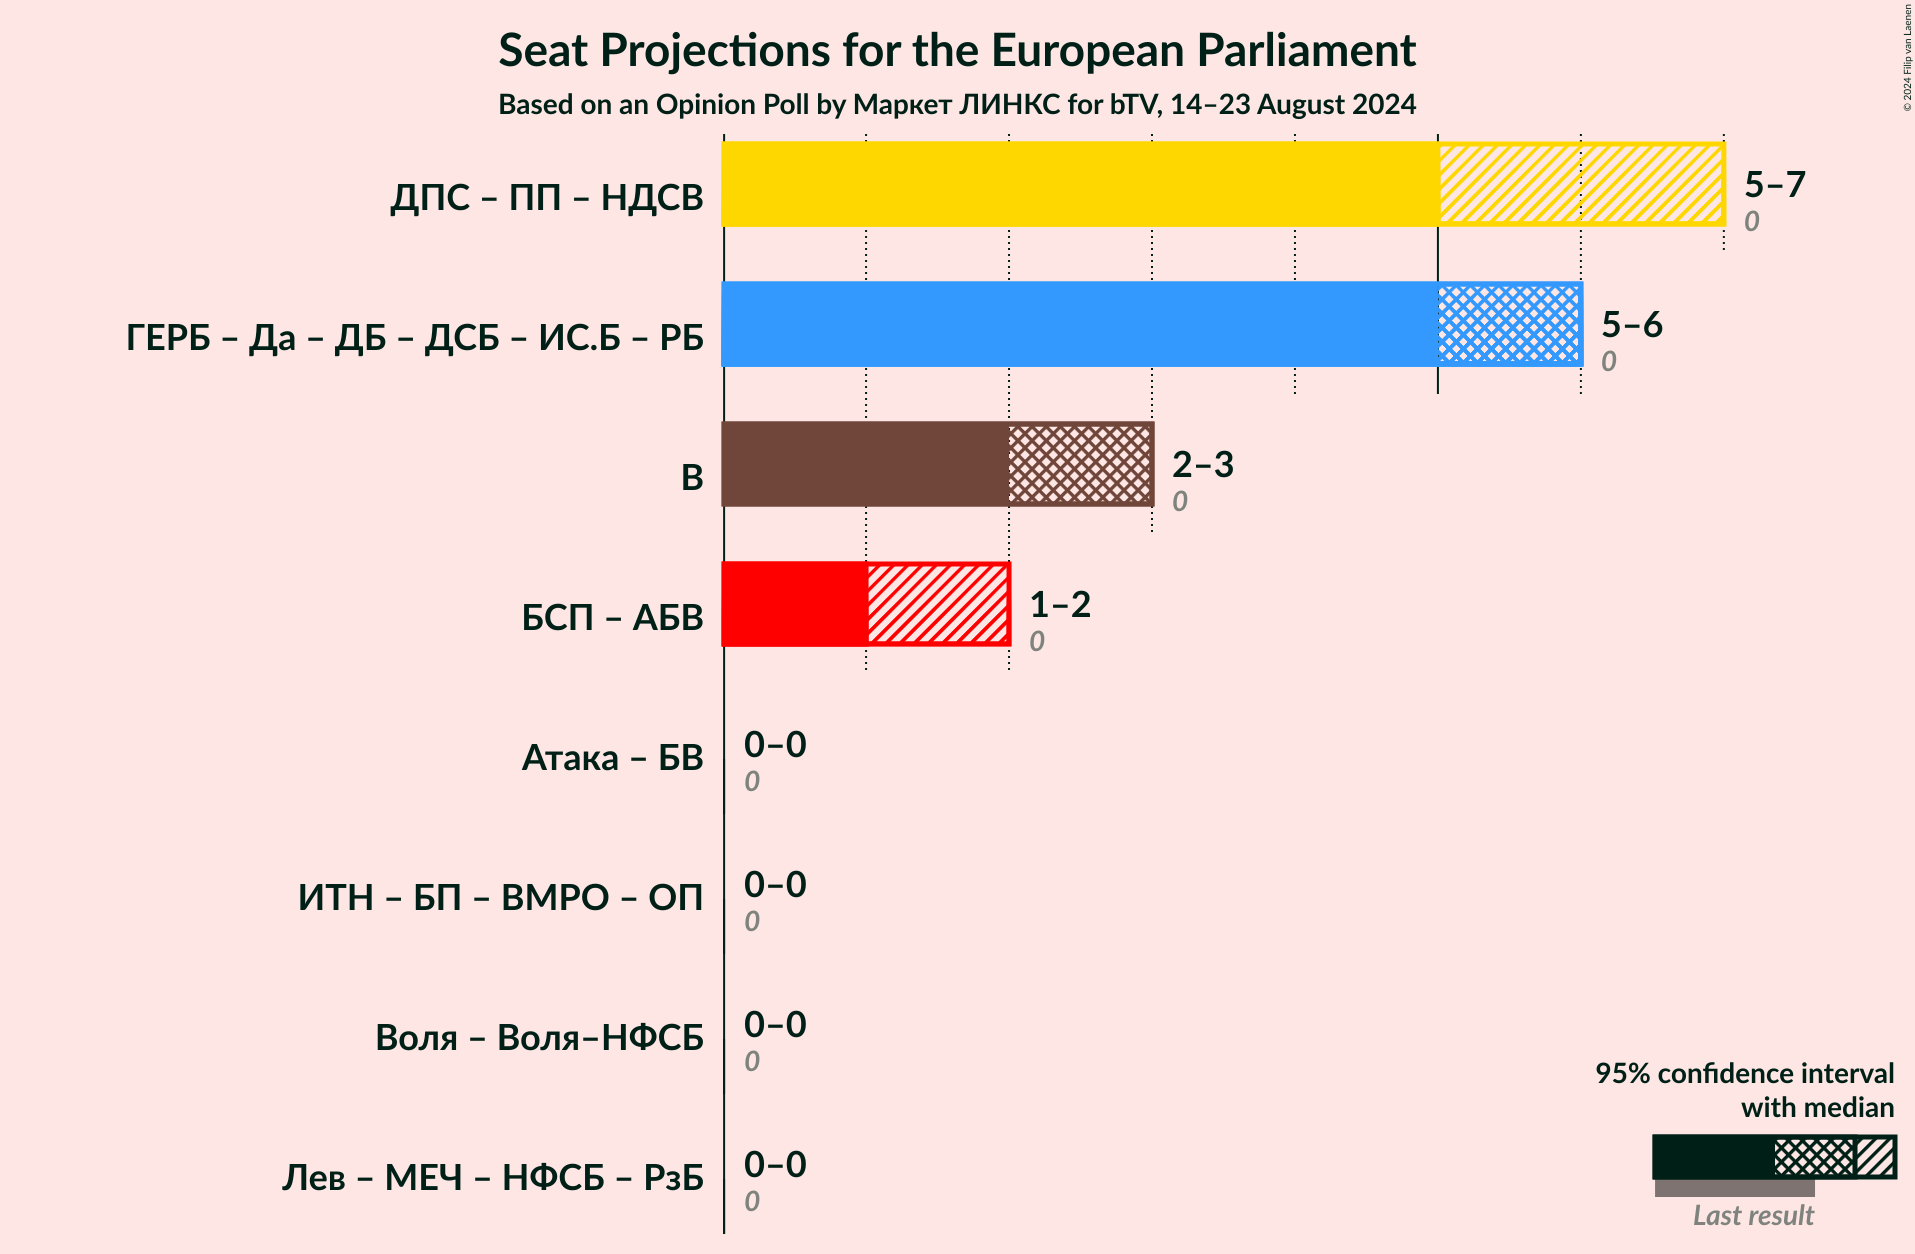 Seat Projections for the European Parliament
Based on an Opinion Poll by Маркет ЛИНКС for bTV, 14–23 August 2024
© 2024 Filip van Laenen
ДПС – ПП – НДСВ
5–7
0
ГЕРБ – Да – ДБ – ДСБ – ИС.Б – РБ
5–6
0
В
2–3
0
БСП – АБВ
1–2
0
Атака – БВ
0–0
0
ИТН – БП – ВМРО – ОП
0–0
0
Воля – Воля–НФСБ
0–0
0
Лев – МЕЧ – НФСБ – РзБ
0–0
0
95% confidence interval
with median
Last result